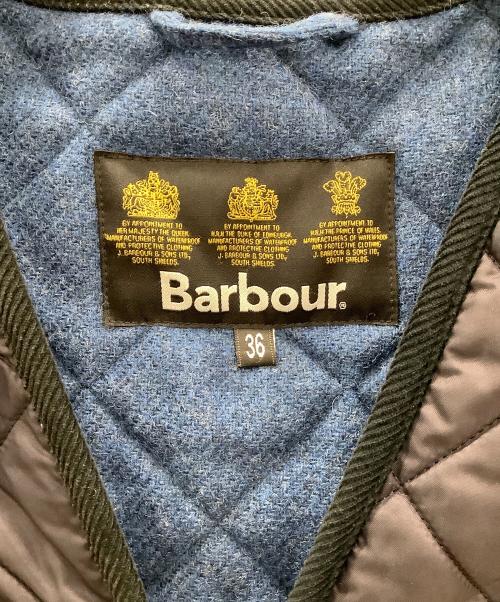 BY APPOINTMENT TO
HER MAJESTY THE QUEEN
MANUFACTURERS OF WATERPROOF
AND PROTECTIVE CLOTHING
J. BARBOUR & SONS LTD,
SOUTH SHIELDS.
BY APPOINTMENT TO
H.R.H. THE DUKE OF EDINBURGH,
MANUFACTURERS OF WATERPROOF
AND PROTECTIVE CLOTHING
J. BARBOUR & SONS LTD,
SOUTH SHIELDS.
BY APPOINTMENT TO
H.R.H. THE PRINCE OF WALES,
MANUFACTURERS OF WATERPROOF
AND PROTECTIVE CLOTHING
J. BARBOUR & SONS LTD,
SOUTH SHIELDS.
Barbour®
36